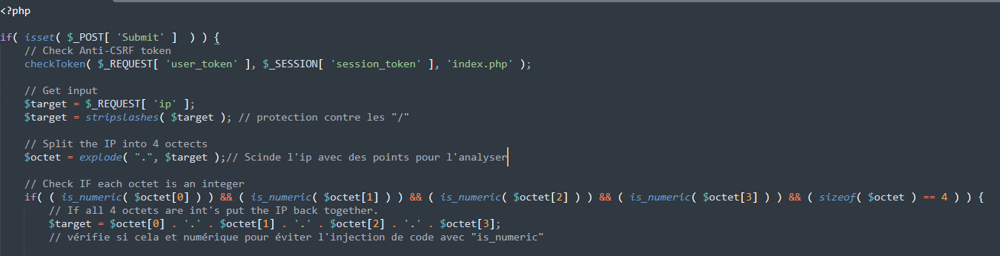 <?php
if( isset( $_POST[ 'Submit' ]  ) ) {
    // Check Anti-CSRF token
    checkToken( $_REQUEST[ 'user_token' ], $_SESSION[ 'session_token' ], 'index.php' );
    // Get input
    $target = $_REQUEST[ 'ip' ];
    $target = stripslashes( $target ); // protection contre les "/"
    // Split the IP into 4 octects
    $octet = explode( ".", $target );// Scinde l'ip avec des points pour l'analyser
    // Check IF each octet is an integer
    if( ( is_numeric( $octet[0] ) ) && ( is_numeric( $octet[1] ) ) && ( is_numeric( $octet[2] ) ) && ( is_numeric( $octet[3] ) ) && ( sizeof( $octet ) == 4 ) ) {
        // If all 4 octets are int's put the IP back together.
        $target = $octet[0] . '.' . $octet[1] . '.' . $octet[2] . '.' . $octet[3];
        // vérifie si cela et numérique pour éviter l'injection de code avec "is_numeric"